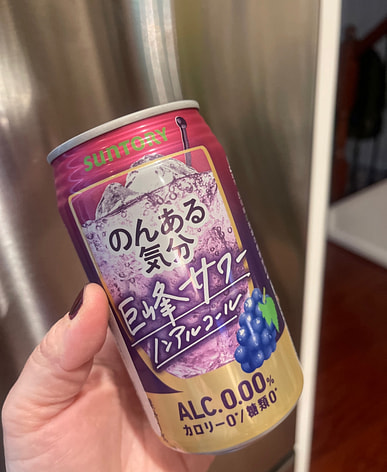 SUNTORY
のんある
気分
巨峰サワー
ノンアルコール
ALC.0.00%
カロリー0*/糖類0*